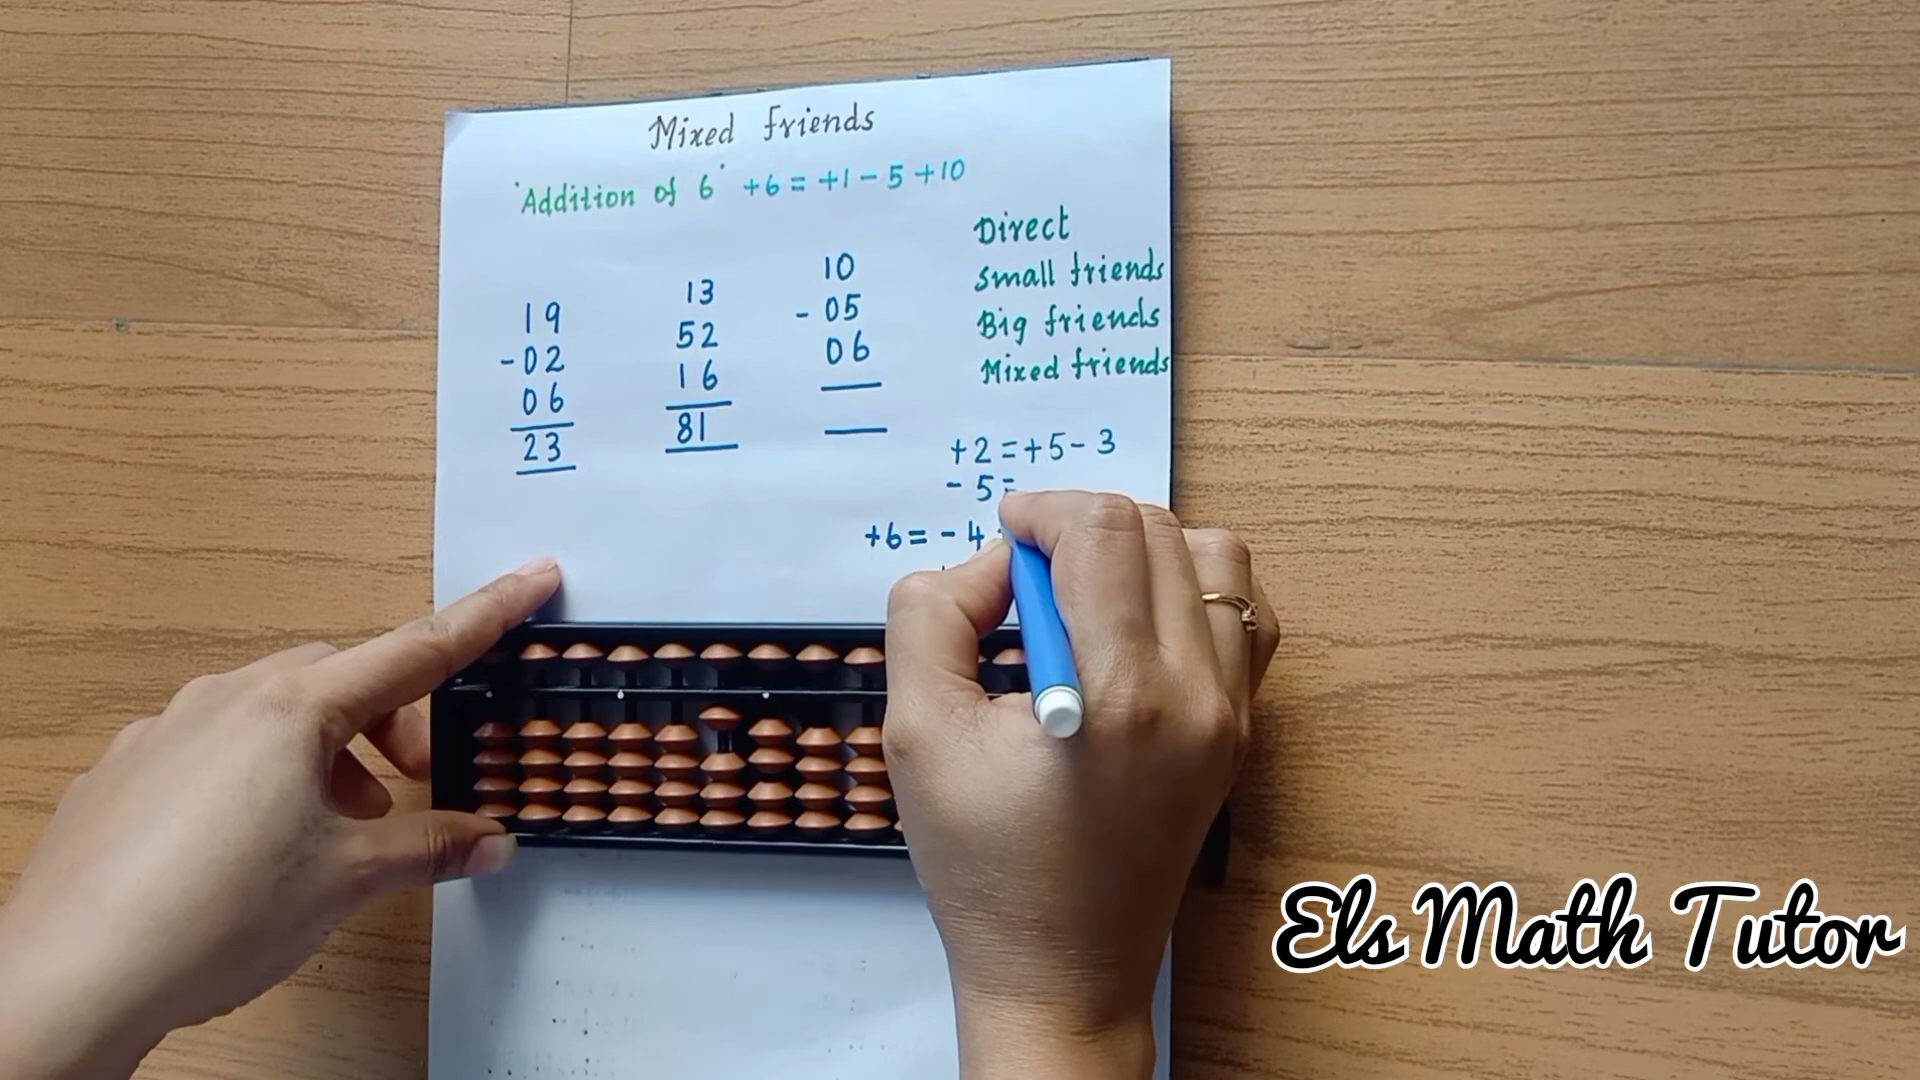 Mixed friends
"Addition of 6" +6 = +1 - 5 +10
19
-02
06
23
13
52
16
81
10
- 05
06
Direct
Small friends
Big friends
Mixed friends
+2 = +5 - 3
- 5 =
+6 = - 4
Els Math Tutor